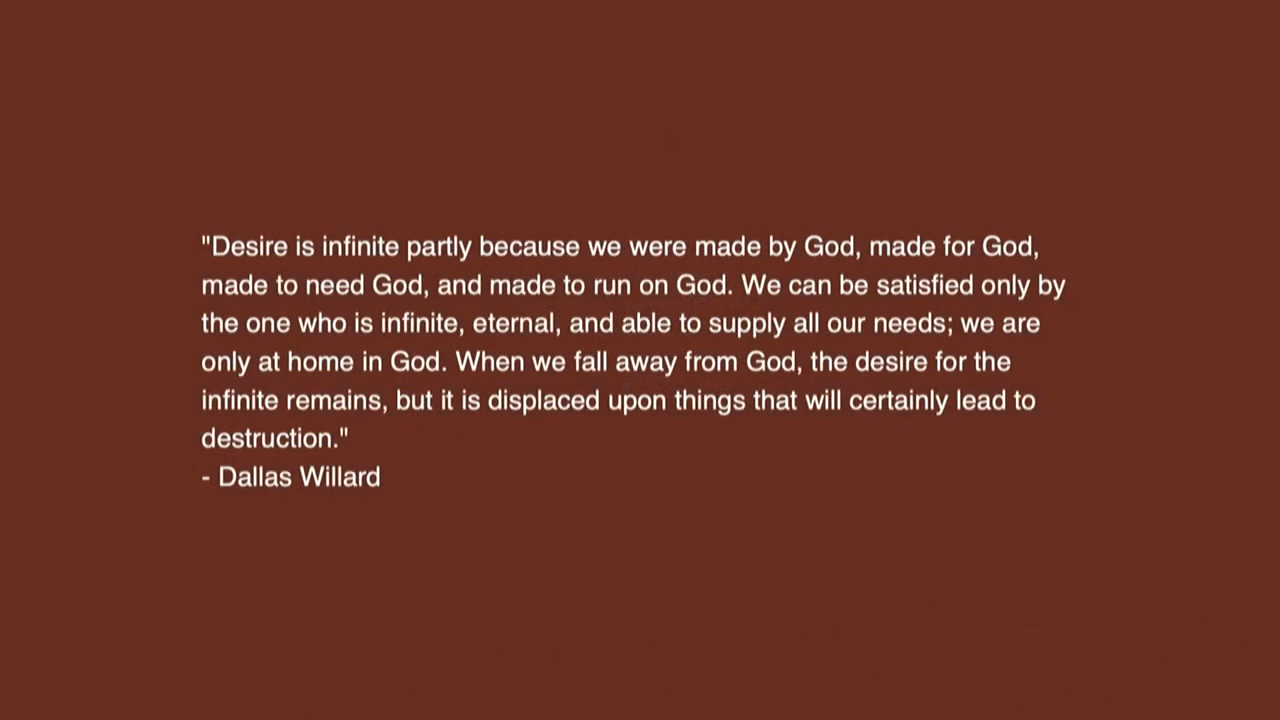 "Desire is infinite partly because we were made by God, made for God,
made to need God, and made to run on God. We can be satisfied only by
the one who is infinite, eternal, and able to supply all our needs; we are
only at home in God. When we fall away from God, the desire for the
infinite remains, but it is displaced upon things that will certainly lead to
destruction."
- Dallas Willard